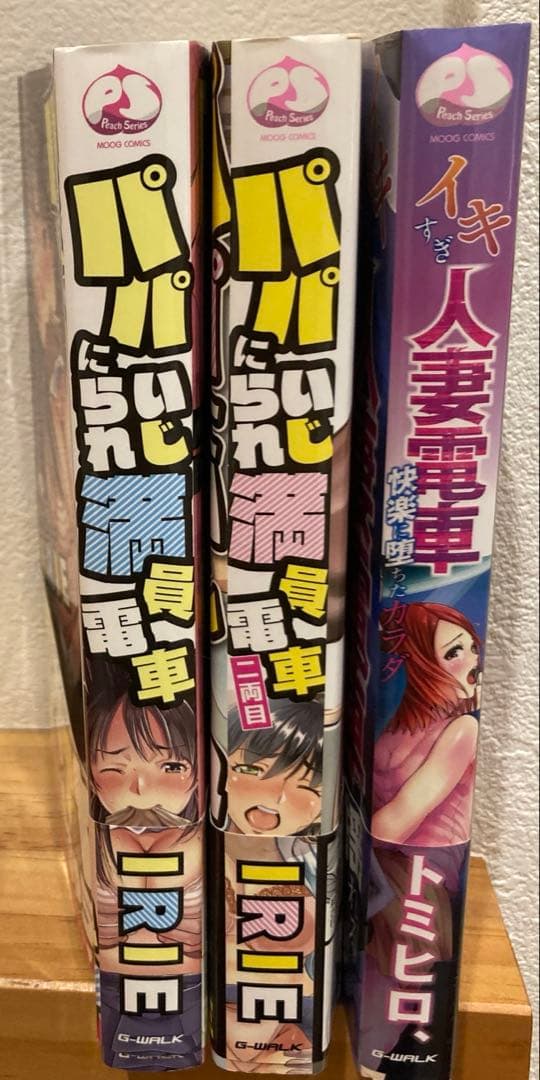 PS
Peach Series
MOOG COMICS
パパにいじられ満員電車
IRIE
G-WALK
PS
Peach Series
MOOG COMICS
パパにいじられ満員電車
二両目
IRIE
G-WALK
PS
Peach Series
MOOG COMICS
イキすぎ
人妻電車
快楽に堕ちたカラダ
トミヒロ、
G-WALK